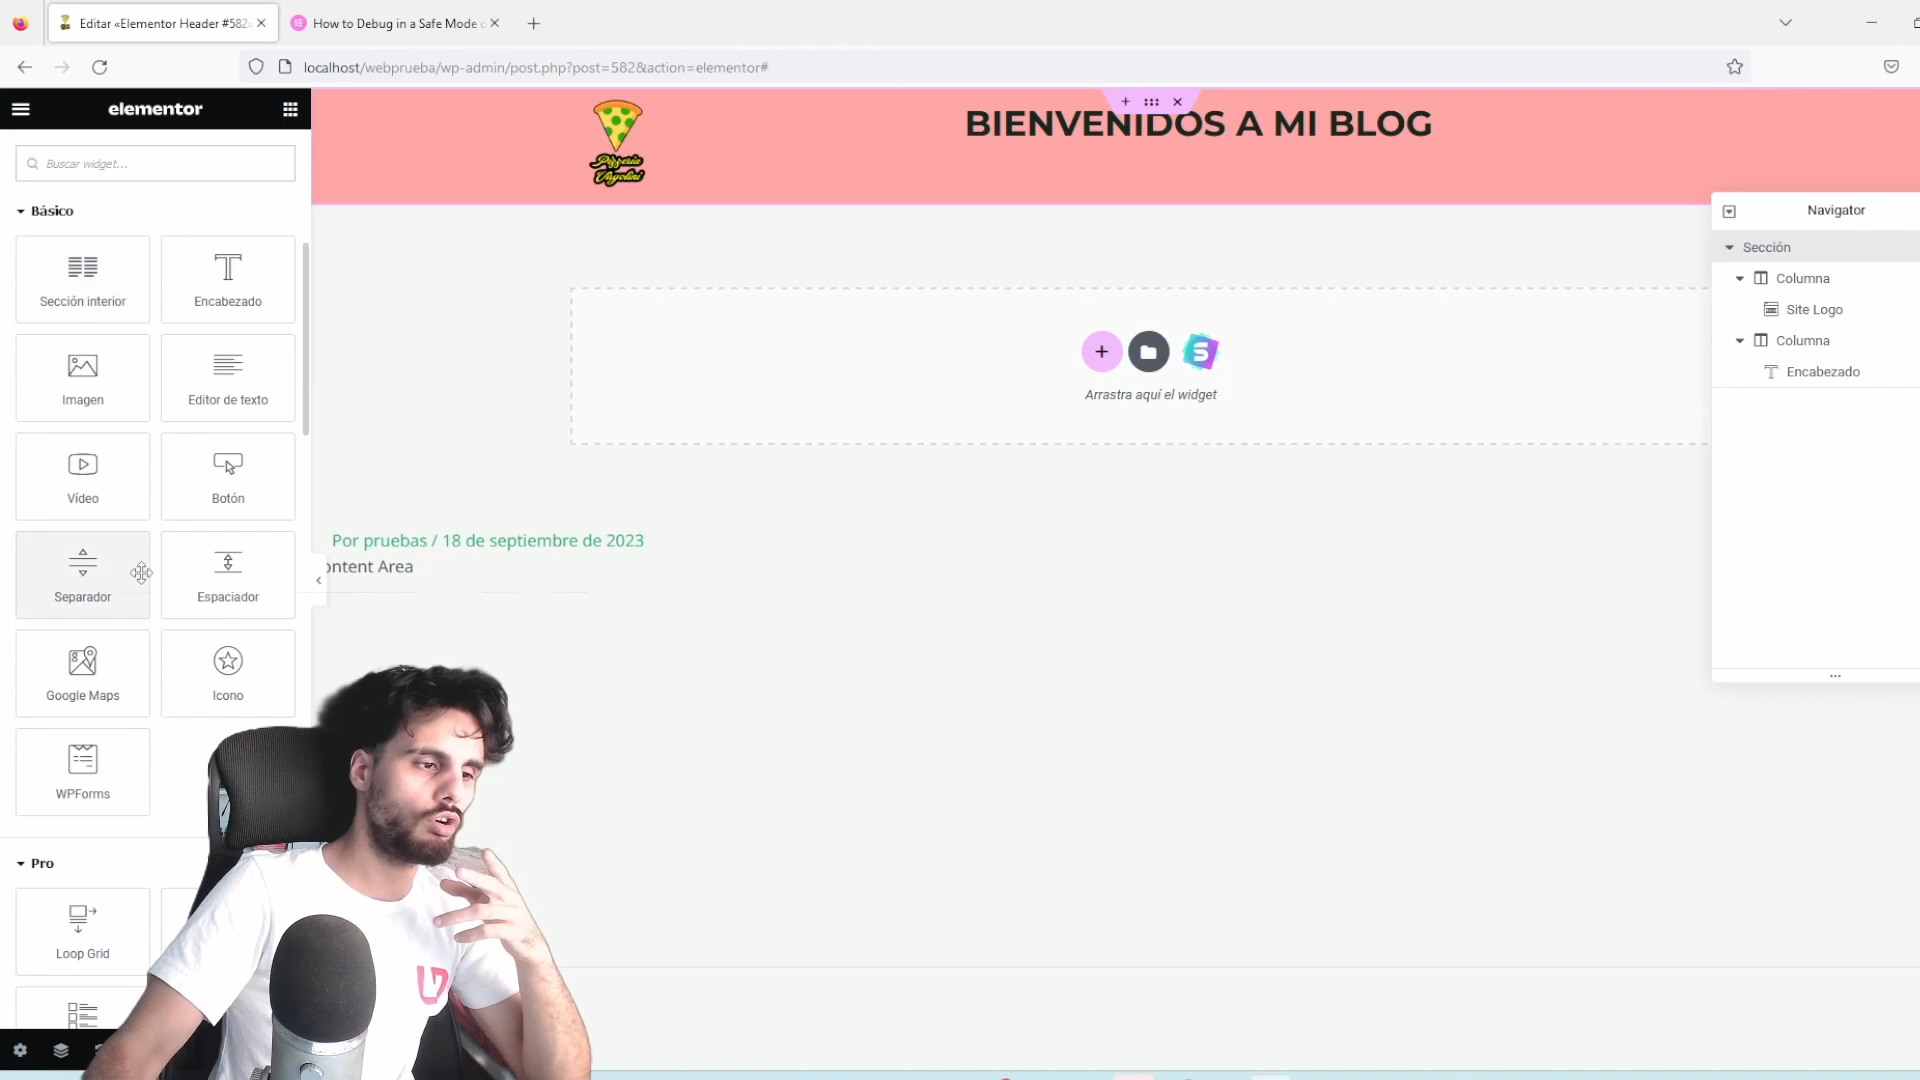 Editar «Elementor Header #582»
How to Debug in a Safe Mode
localhost/webprueba/wp-admin/post.php?post=582&action=elementor#
elementor
Buscar widget...
Básico
Sección interior
Encabezado
Imagen
Editor de texto
Vídeo
Botón
Separador
Espaciador
Google Maps
Icono
WPForms
Pro
Loop Grid
Pizzería
BIENVENIDOS A MI BLOG
Arrastra aquí el widget
Por pruebas / 18 de septiembre de 2023
ontent Area
Navigator
Sección
Columna
Site Logo
Columna
Encabezado